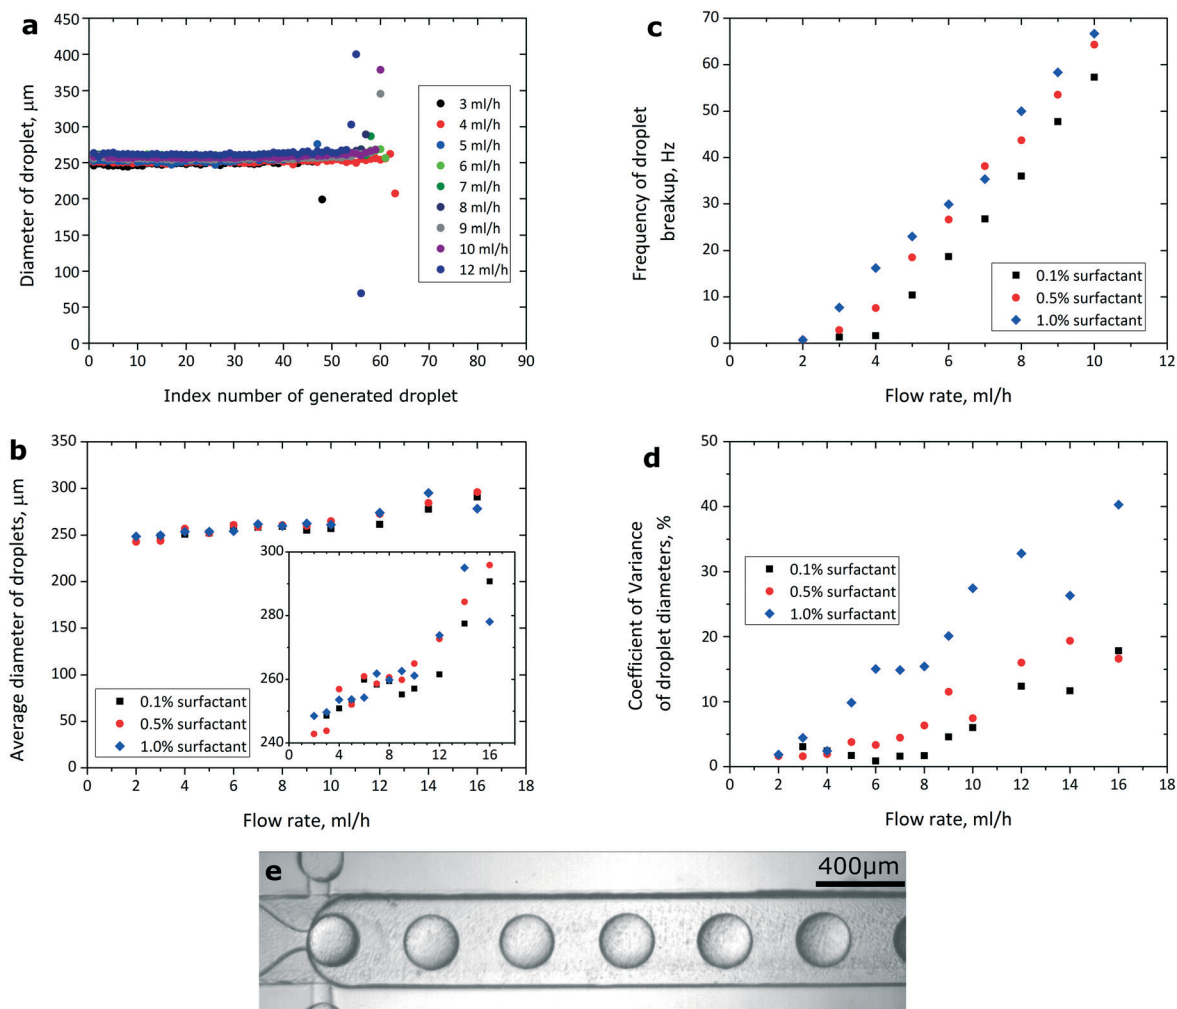 a
Diameter of droplet, μm
450
400
350
300
250
200
150
100
50
0
0 10 20 30 40 50 60 70 80 90
Index number of generated droplet
3 ml/h
4 ml/h
5 ml/h
6 ml/h
7 ml/h
8 ml/h
9 ml/h
10 ml/h
12 ml/h
c
Frequency of droplet
breakup, Hz
70
60
50
40
30
20
10
0
0 2 4 6 8 10 12
Flow rate, ml/h
0.1% surfactant
0.5% surfactant
1.0% surfactant
b
Average diameter of droplets, μm
350
300
250
200
150
100
50
0
0 2 4 6 8 10 12 14 16 18
Flow rate, ml/h
0.1% surfactant
0.5% surfactant
1.0% surfactant
300
280
260
240
0 4 8 12 16
d
Coefficient of Variance
of droplet diameters, %
50
40
30
20
10
0
0 2 4 6 8 10 12 14 16 18
Flow rate, ml/h
0.1% surfactant
0.5% surfactant
1.0% surfactant
e
400μm